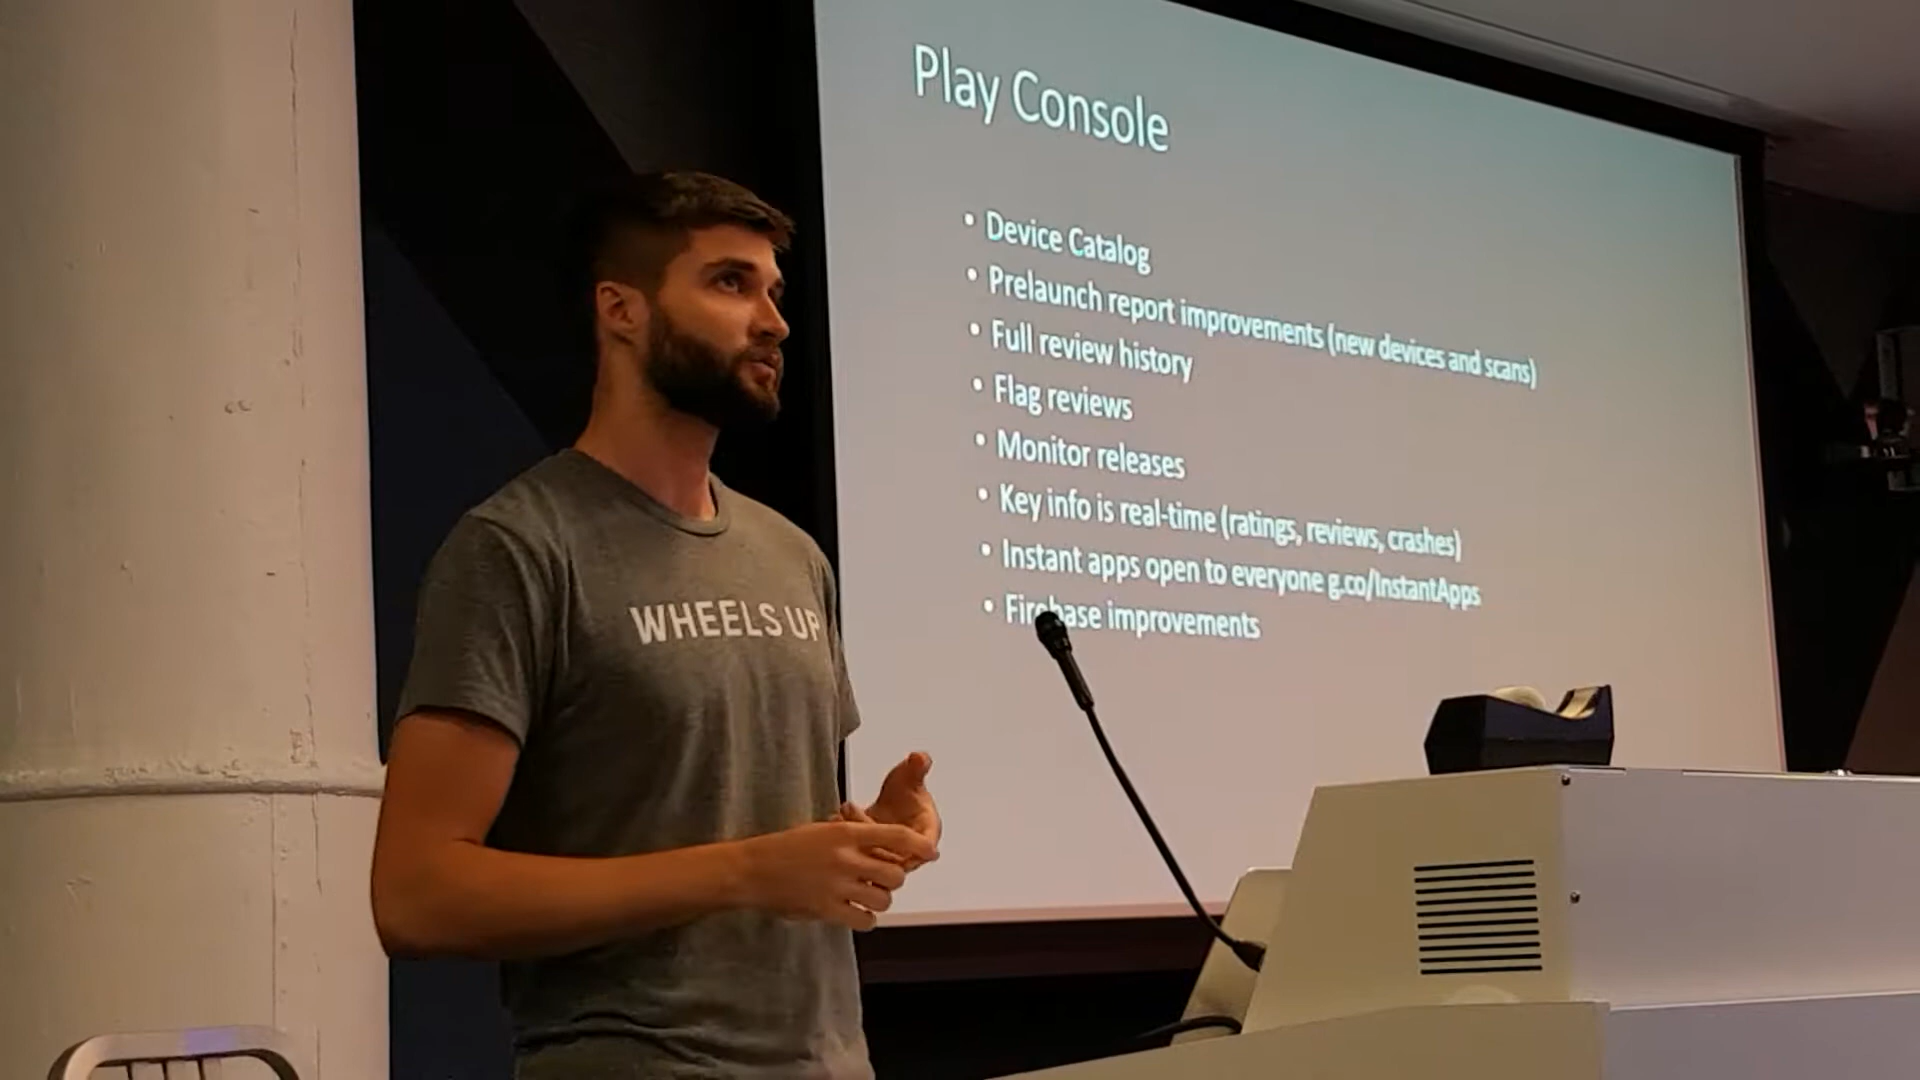 Play Console
• Device Catalog
• Prelaunch report improvements (new devices and scans)
• Full review history
• Flag reviews
• Monitor releases
• Key info is real-time (ratings, reviews, crashes)
• Instant apps open to everyone g.co/InstantApps
• Firebase improvements
WHEELS UP